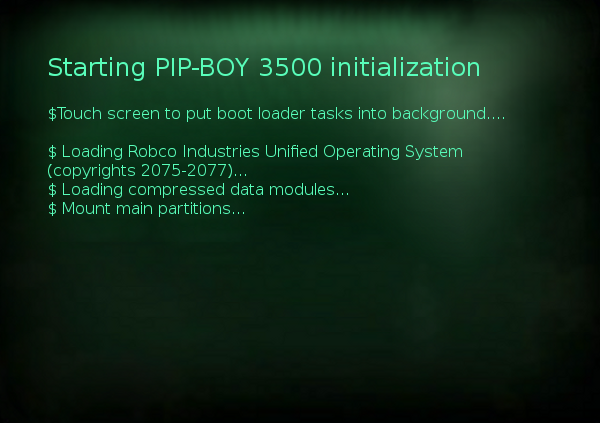 Starting PIP-BOY 3500 initialization
$Touch screen to put boot loader tasks into background....
$ Loading Robco Industries Unified Operating System
(copyrights 2075-2077)...
$ Loading compressed data modules...
$ Mount main partitions...